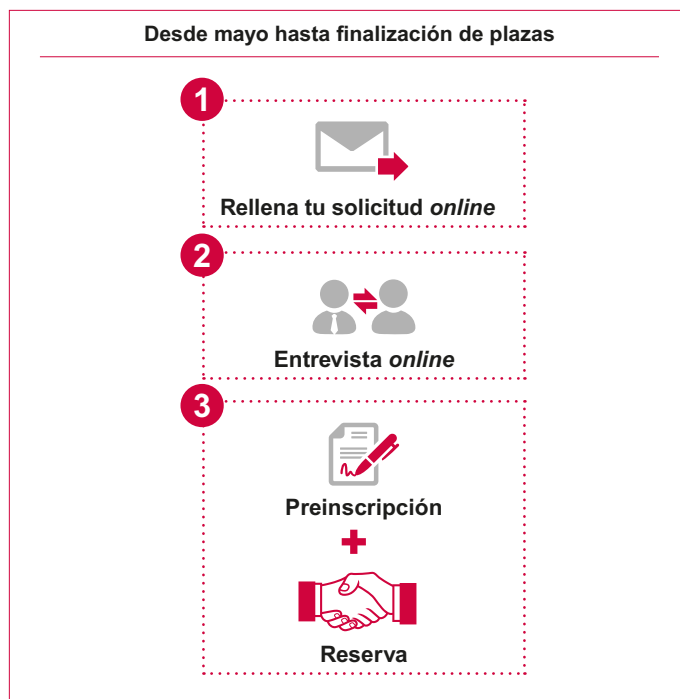 Desde mayo hasta finalización de plazas
1
Rellena tu solicitud online
2
Entrevista online
3
Preinscripción
+
Reserva